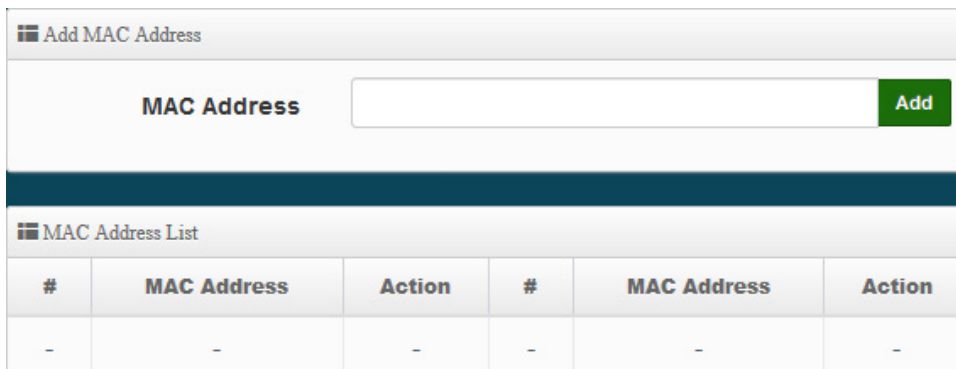 Add MAC Address
MAC Address Add
MAC Address List
# MAC Address Action # MAC Address Action
- - - - - -